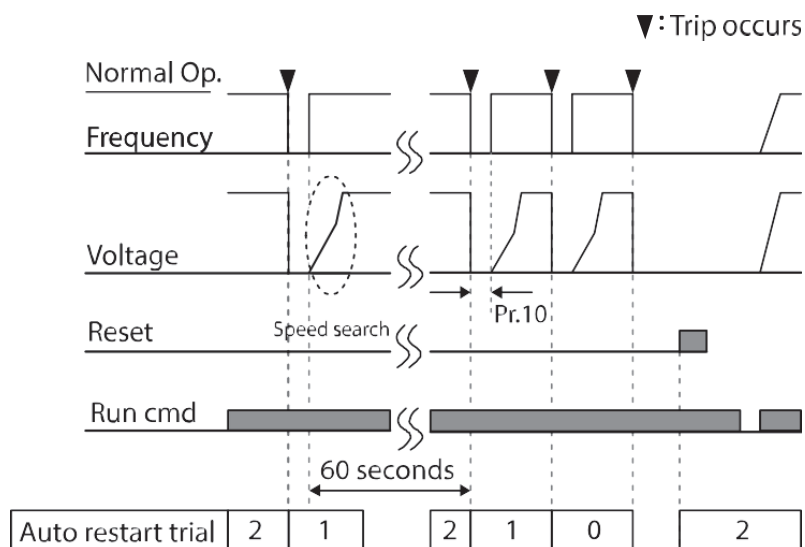 ▼: Trip occurs
Normal Op.
Frequency
Voltage
Pr.10
Reset
Speed search
Run cmd
60 seconds
Auto restart trial 2 1 2 1 0 2